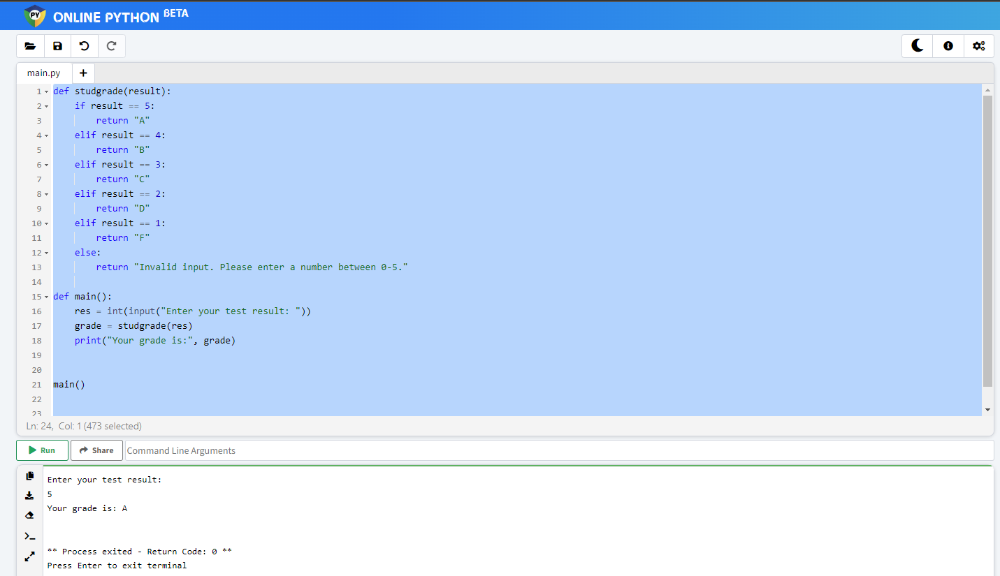 PY ONLINE PYTHON BETA
main.py +
1 def studgrade(result):
2     if result == 5:
3         return "A"
4     elif result == 4:
5         return "B"
6     elif result == 3:
7         return "C"
8     elif result == 2:
9         return "D"
10     elif result == 1:
11         return "F"
12     else:
13         return "Invalid input. Please enter a number between 0-5."
14
15 def main():
16     res = int(input("Enter your test result: "))
17     grade = studgrade(res)
18     print("Your grade is:", grade)
19
20
21 main()
22
23
Ln: 24, Col: 1 (473 selected)
Run Share Command Line Arguments
Enter your test result:
5
Your grade is: A
** Process exited - Return Code: 0 **
Press Enter to exit terminal